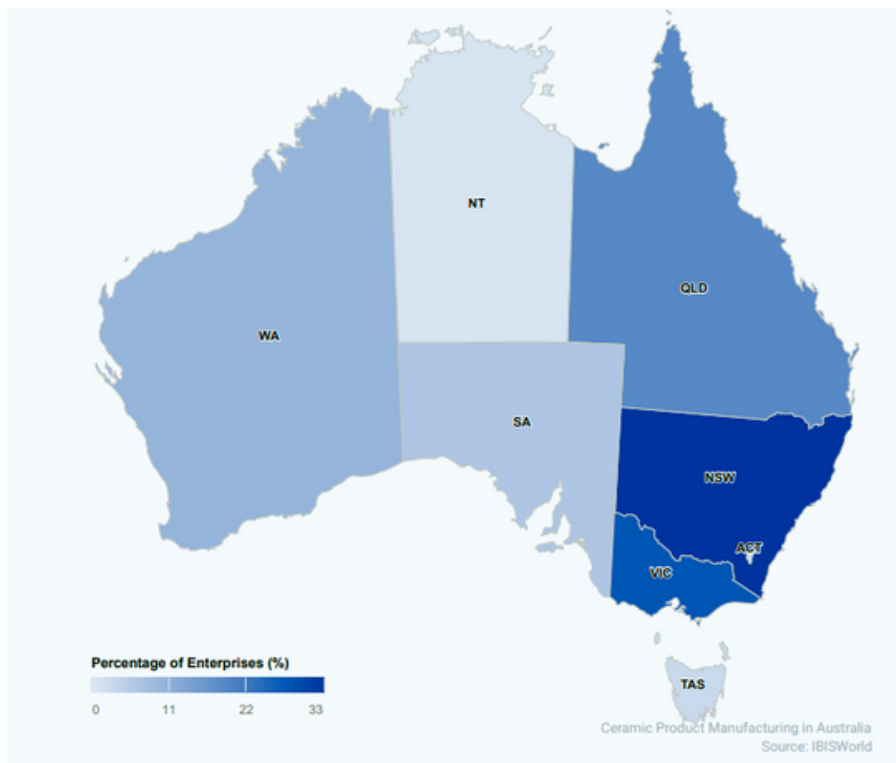 NT
QLD
WA
SA
NSW
ACT
VIC
TAS
Percentage of Enterprises (%)
0 11 22 33
Ceramic Product Manufacturing in Australia
Source: IBISWorld